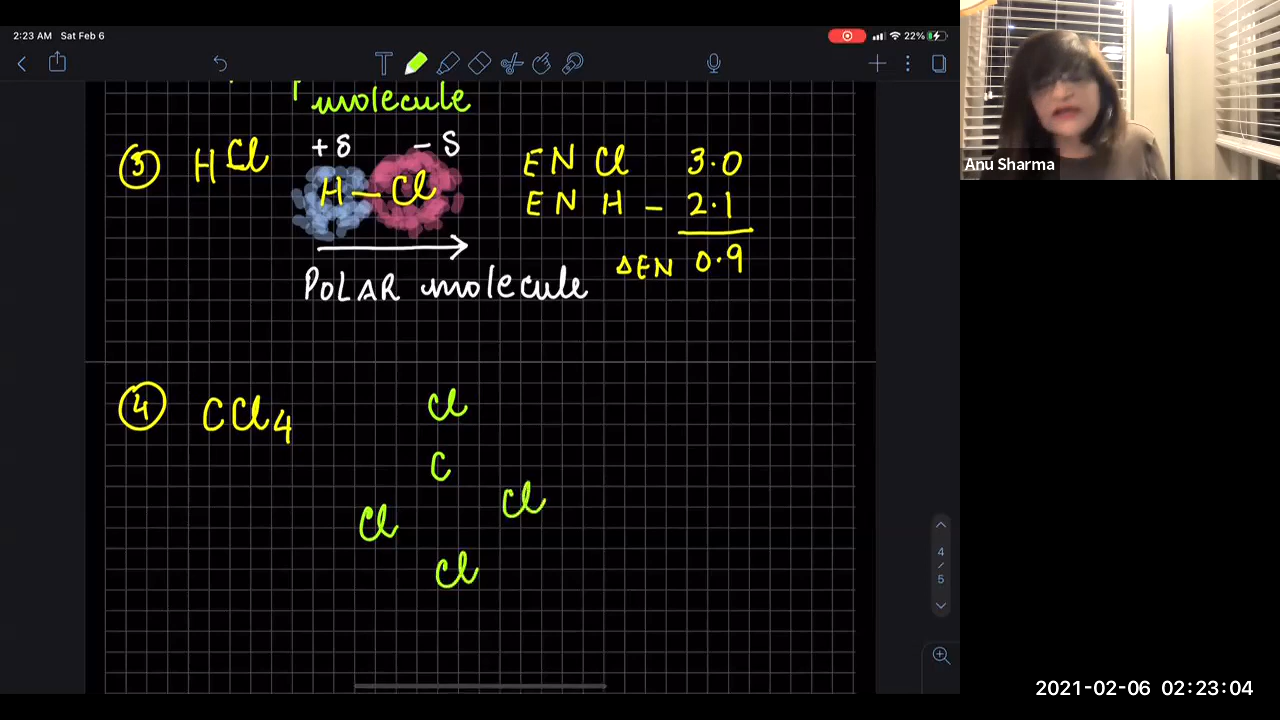 2:23 AM Sat Feb 6
22%
molecule
Anu Sharma
③ HCl
+δ -δ
H-Cl
EN Cl 3.0
EN H - 2.1
ΔEN 0.9
POLAR molecule
④ CCl4
Cl
C
Cl
Cl
Cl
4
/
5
2021-02-06 02:23:04